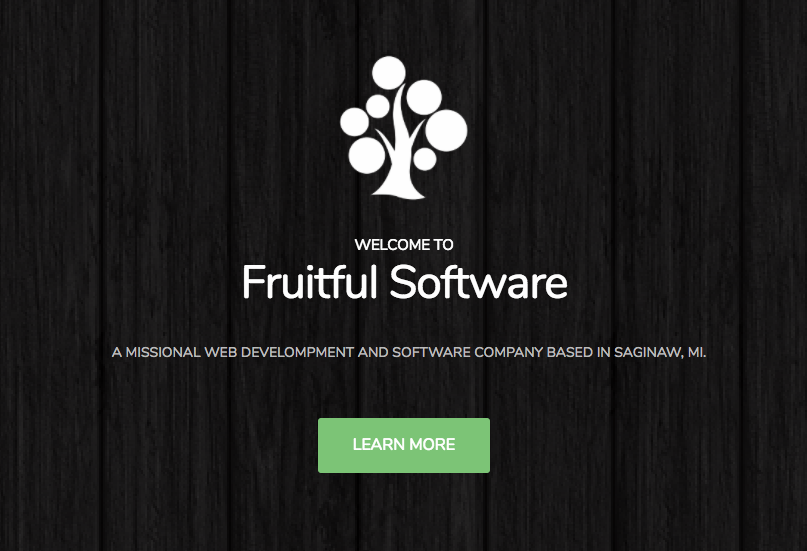 WELCOME TO
Fruitful Software
A MISSIONAL WEB DEVELOMPMENT AND SOFTWARE COMPANY BASED IN SAGINAW, MI.
LEARN MORE